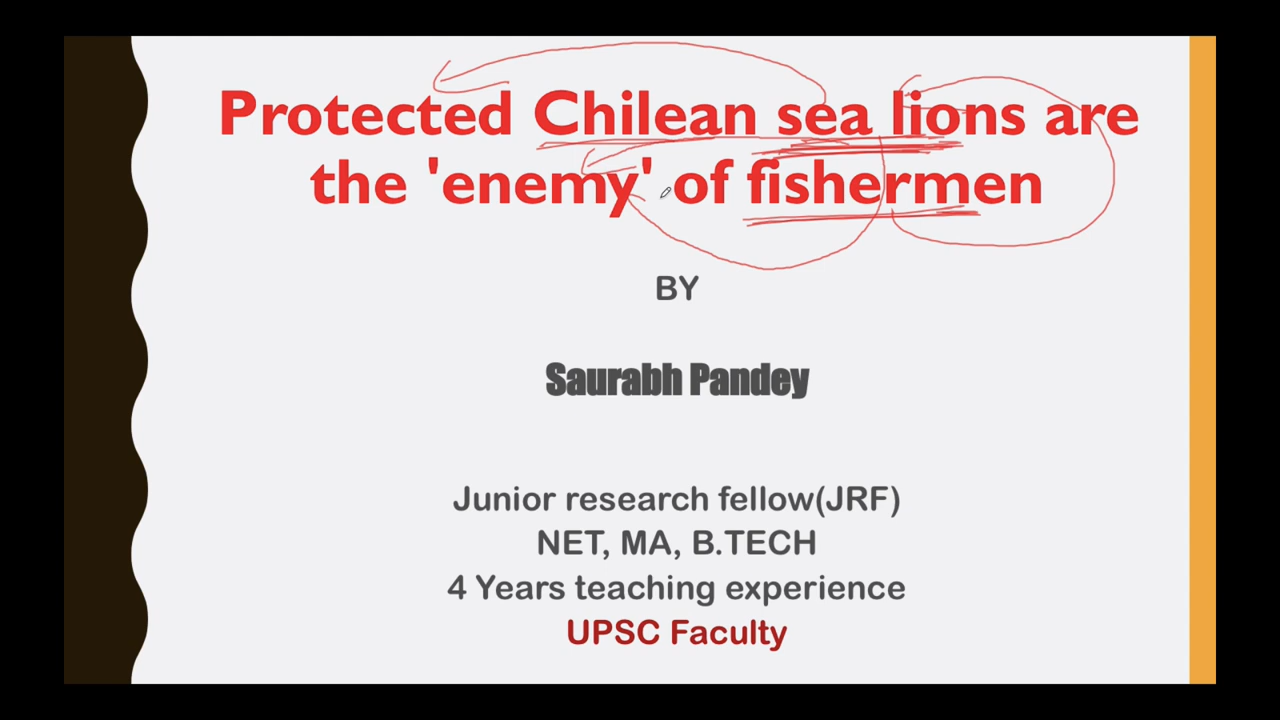 Protected Chilean sea lions are
the 'enemy' of fishermen
BY
Saurabh Pandey
Junior research fellow(JRF)
NET, MA, B.TECH
4 Years teaching experience
UPSC Faculty